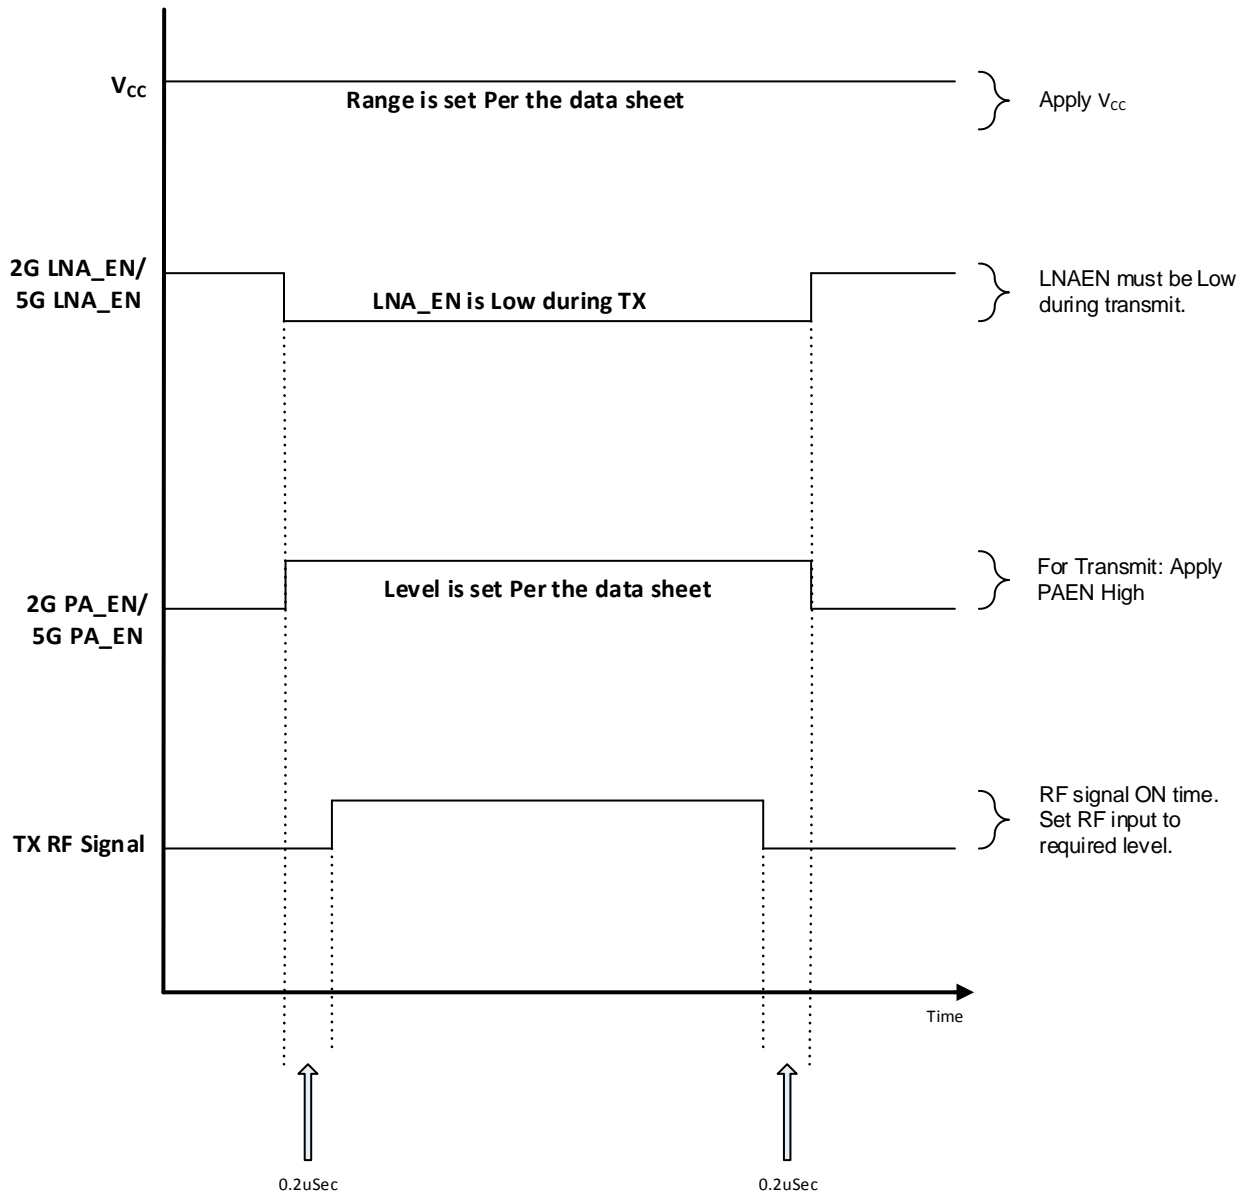 V_CC
Range is set Per the data sheet
Apply V_CC
2G LNA_EN/
5G LNA_EN
LNA_EN is Low during TX
LNAEN must be Low
during transmit.
2G PA_EN/
5G PA_EN
Level is set Per the data sheet
For Transmit: Apply
PAEN High
TX RF Signal
RF signal ON time.
Set RF input to
required level.
Time
0.2uSec
0.2uSec